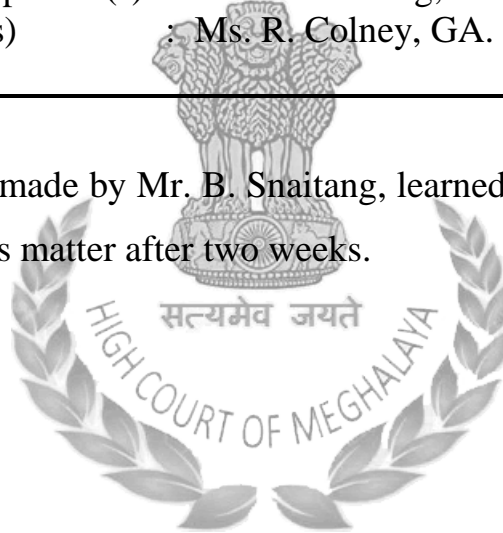 s) : Ms. R. Colney, GA.
made by Mr. B. Snaitang, learned
s matter after two weeks.
सत्यमेव जयते
HIGH COURT OF MEGHALAYA